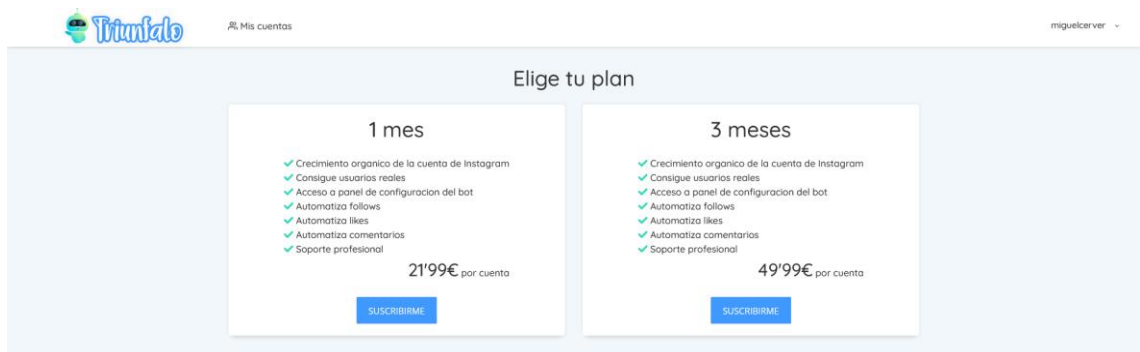 Triunfalo
Mis cuentas
miguelcerver
Elige tu plan
1 mes
Crecimiento organico de la cuenta de Instagram
Consigue usuarios reales
Acceso a panel de configuracion del bot
Automatiza follows
Automatiza likes
Automatiza comentarios
Soporte profesional
21'99€ por cuenta
SUSCRIBIRME
3 meses
Crecimiento organico de la cuenta de Instagram
Consigue usuarios reales
Acceso a panel de configuracion del bot
Automatiza follows
Automatiza likes
Automatiza comentarios
Soporte profesional
49'99€ por cuenta
SUSCRIBIRME